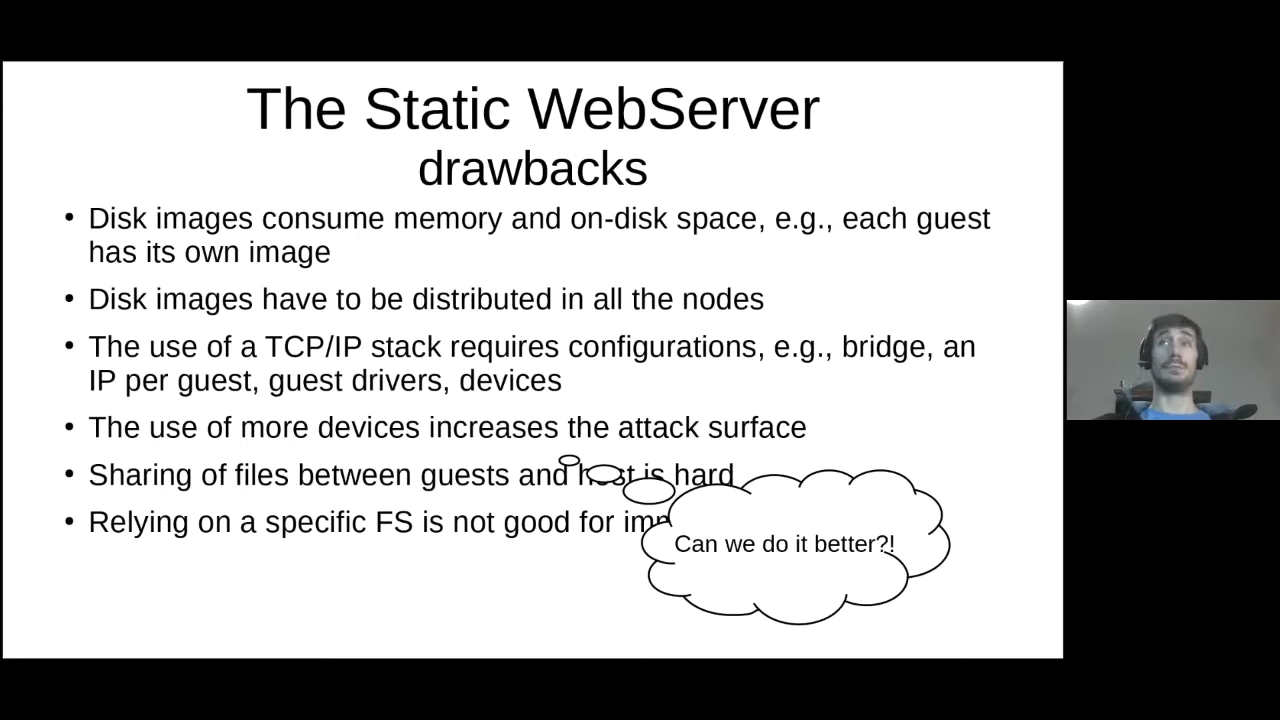 The Static WebServer
drawbacks
• Disk images consume memory and on-disk space, e.g., each guest
has its own image
• Disk images have to be distributed in all the nodes
• The use of a TCP/IP stack requires configurations, e.g., bridge, an
IP per guest, guest drivers, devices
• The use of more devices increases the attack surface
• Sharing of files between guests and host is hard
• Relying on a specific FS is not good for
Can we do it better?!